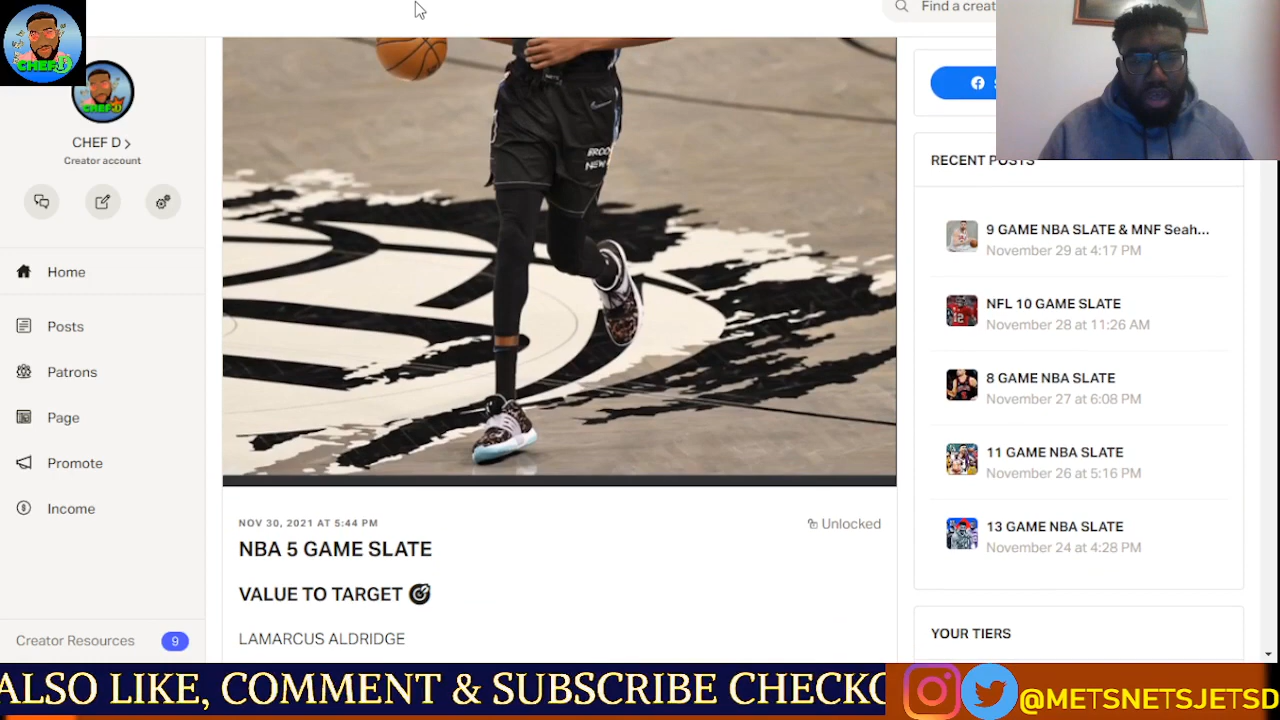 Find a creat
CHEF D
CHEF D
CHEF D
Creator account
Home
Posts
Patrons
Page
Promote
Income
Creator Resources 9
BROO
NEW
NOV 30, 2021 AT 5:44 PM
Unlocked
NBA 5 GAME SLATE
VALUE TO TARGET
LAMARCUS ALDRIDGE
RECENT POSTS
9 GAME NBA SLATE & MNF Seah...
November 29 at 4:17 PM
NFL 10 GAME SLATE
November 28 at 11:26 AM
8 GAME NBA SLATE
November 27 at 6:08 PM
11 GAME NBA SLATE
November 26 at 5:16 PM
13 GAME NBA SLATE
November 24 at 4:28 PM
YOUR TIERS
ALSO LIKE, COMMENT & SUBSCRIBE CHECKO
@METSNETSJETSD